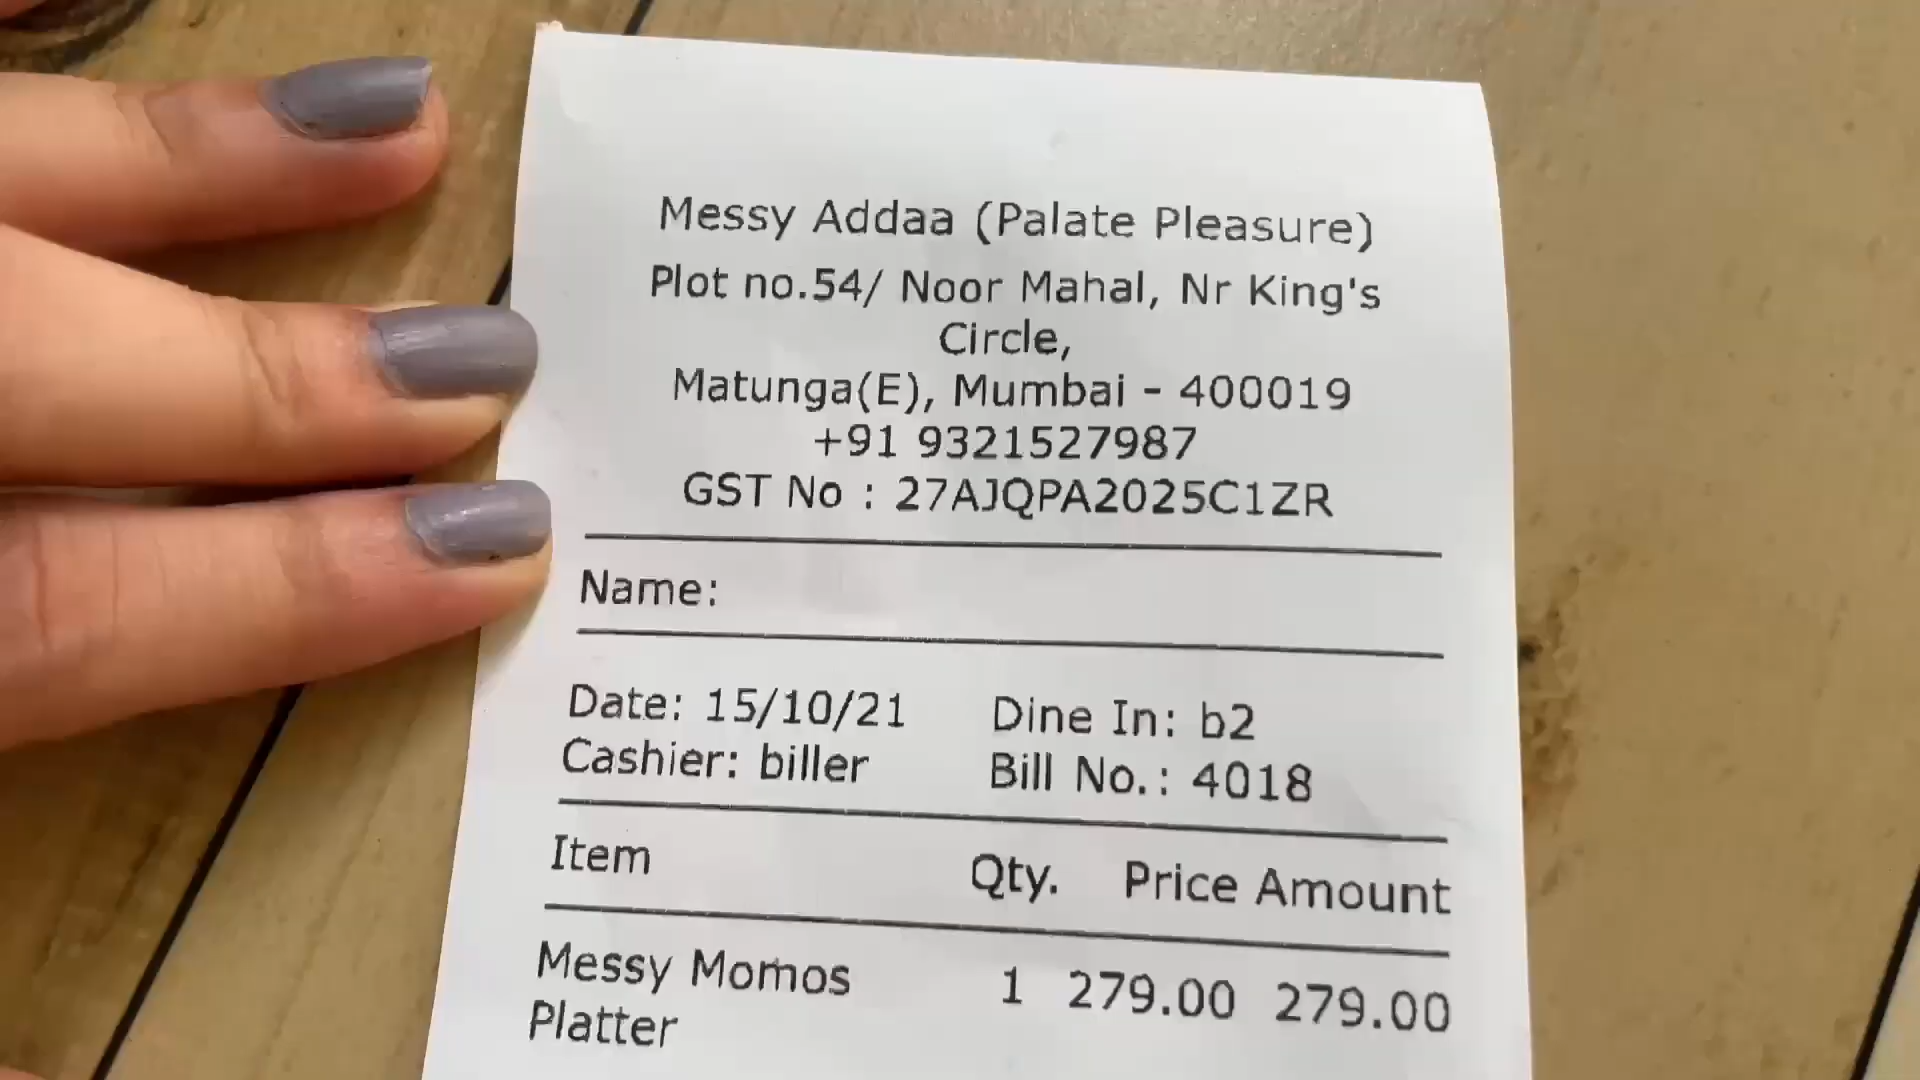 Messy Addaa (Palate Pleasure)
Plot no.54/ Noor Mahal, Nr King's
Circle,
Matunga(E), Mumbai - 400019
+91 9321527987
GST No : 27AJQPA2025C1ZR
Name:
Date: 15/10/21 Dine In: b2
Cashier: biller Bill No.: 4018
Item Qty. Price Amount
Messy Momos 1 279.00 279.00
Platter